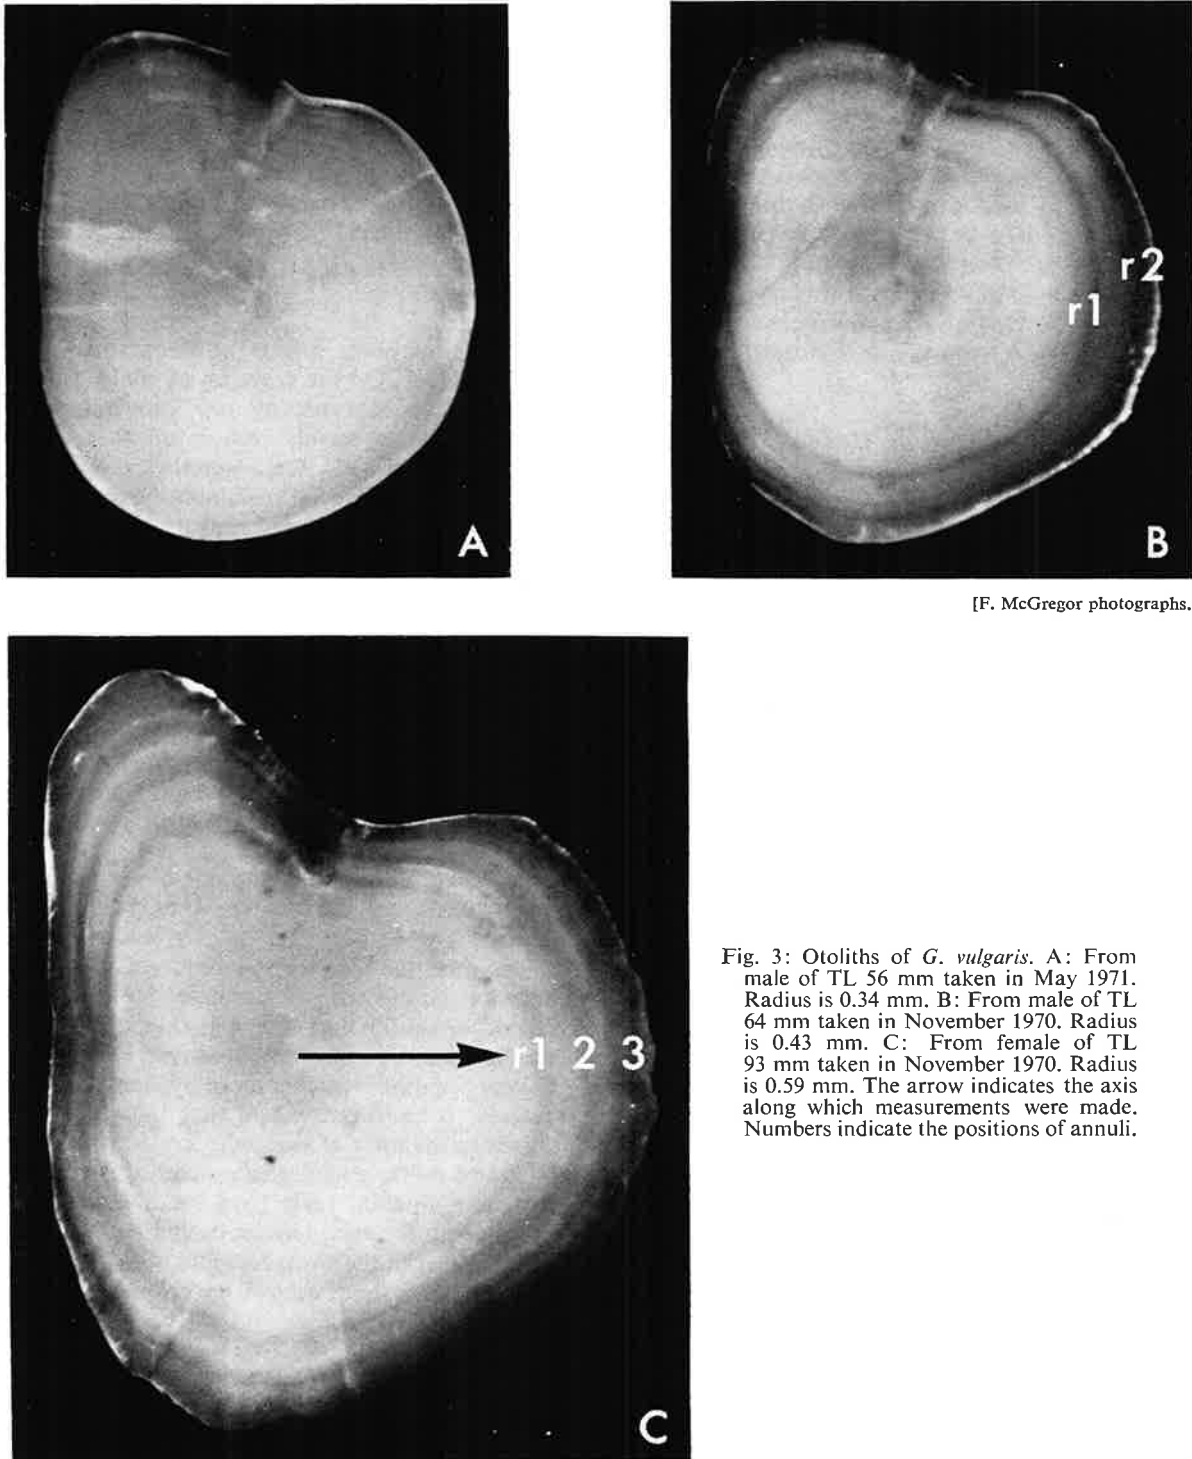 A
r2
r1
B
[F. McGregor photographs.
r1 2 3
C
Fig. 3: Otoliths of G. vulgaris. A: From
male of TL 56 mm taken in May 1971.
Radius is 0.34 mm. B: From male of TL
64 mm taken in November 1970. Radius
is 0.43 mm. C: From female of TL
93 mm taken in November 1970. Radius
is 0.59 mm. The arrow indicates the axis
along which measurements were made.
Numbers indicate the positions of annuli.